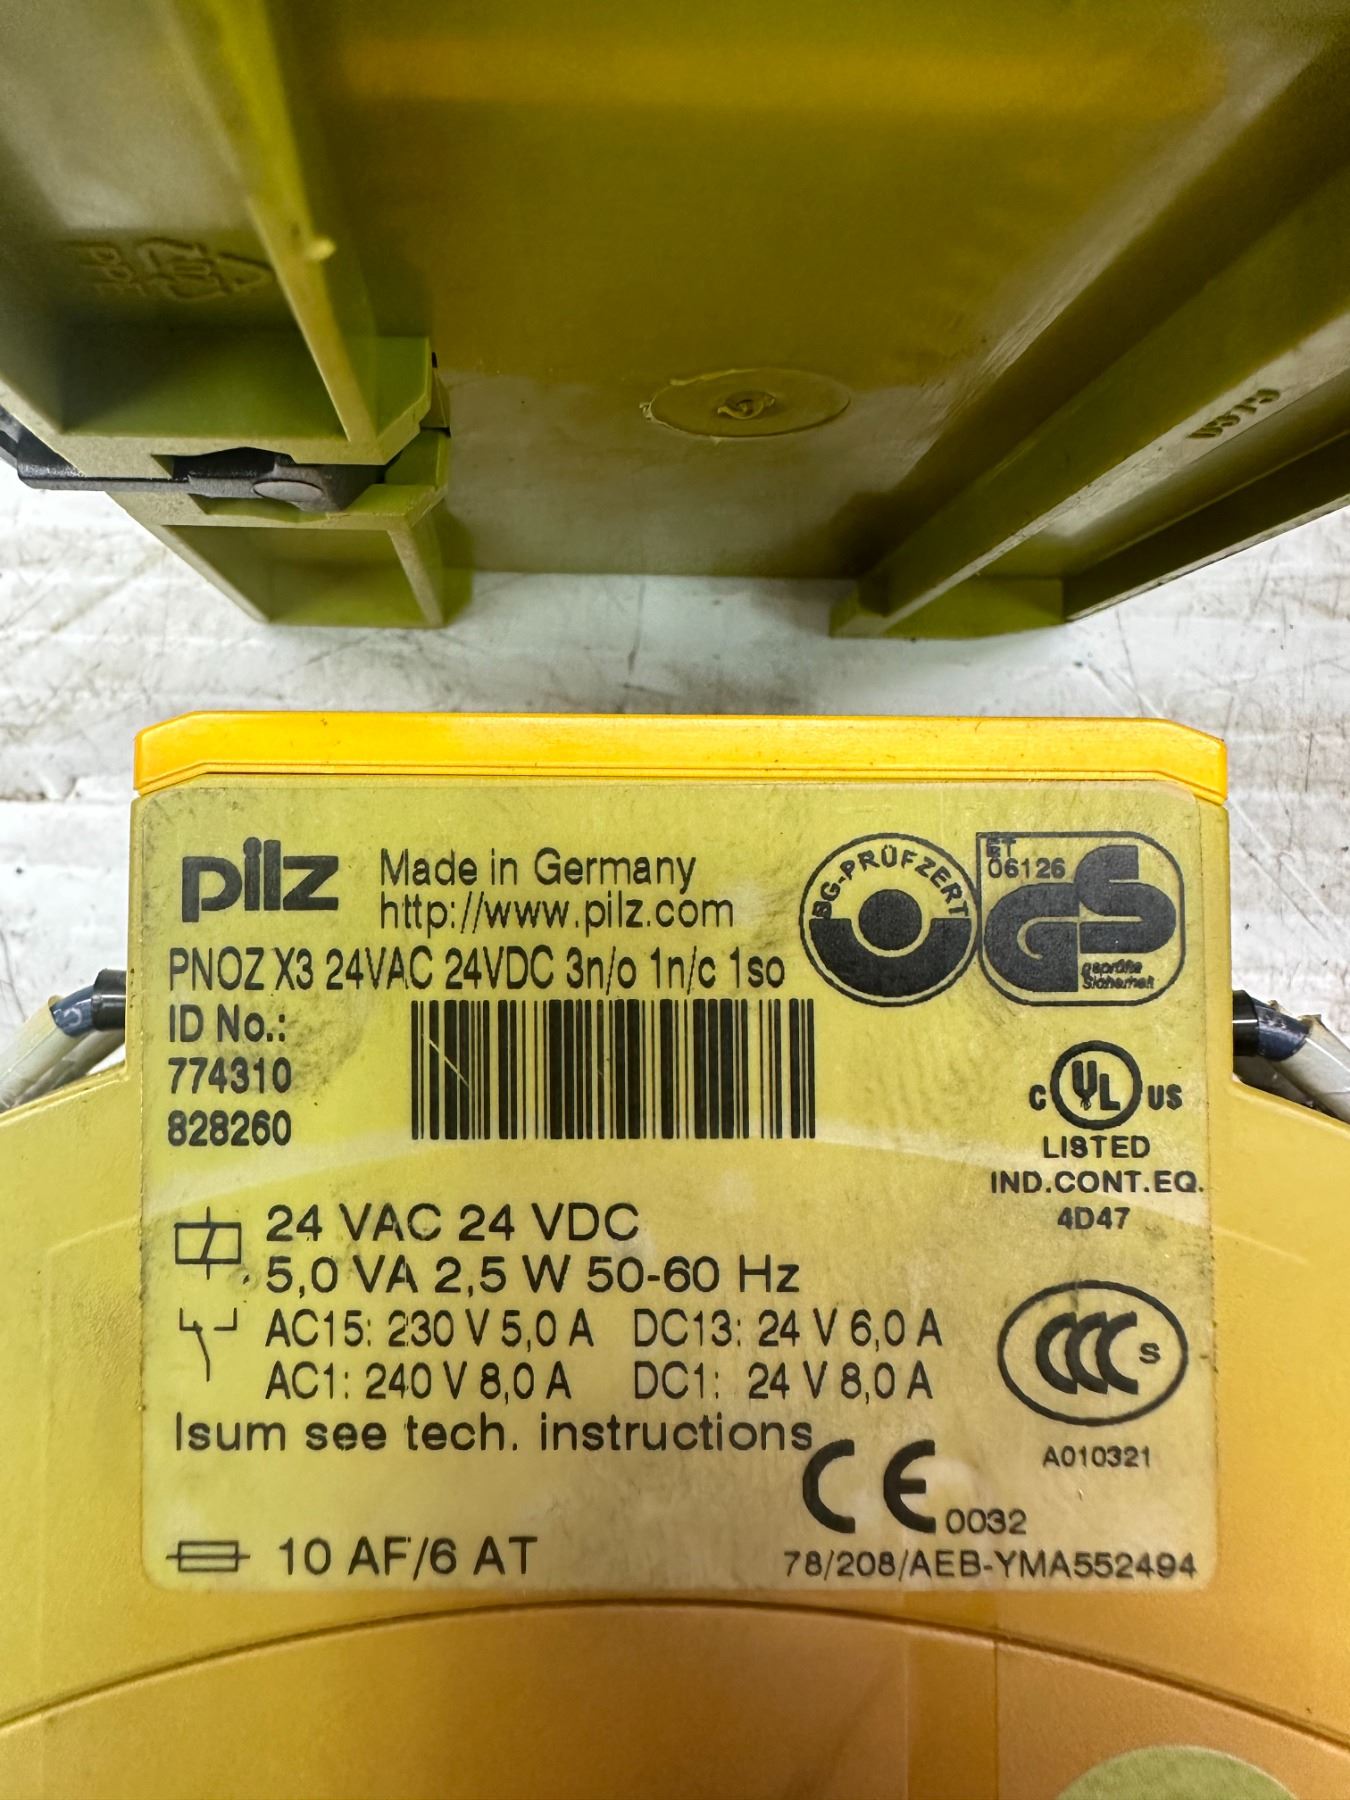 pilz
Made in Germany
http://www.pilz.com
PNOZ X3 24VAC 24VDC 3n/o 1n/c 1so
ID No.:
774310
828260
BG-PRÜFZERT
ET
06126
GS
geprüfte
Sicherheit
C UL US
LISTED
IND.CONT.EQ.
4D47
24 VAC 24 VDC
5,0 VA 2,5 W 50-60 Hz
AC15: 230 V 5,0 A DC13: 24 V 6,0 A
AC1: 240 V 8,0 A DC1: 24 V 8,0 A
Isum see tech. instructions
CCC S
A010321
CE 0032
10 AF/6 AT
78/208/AEB-YMA552494